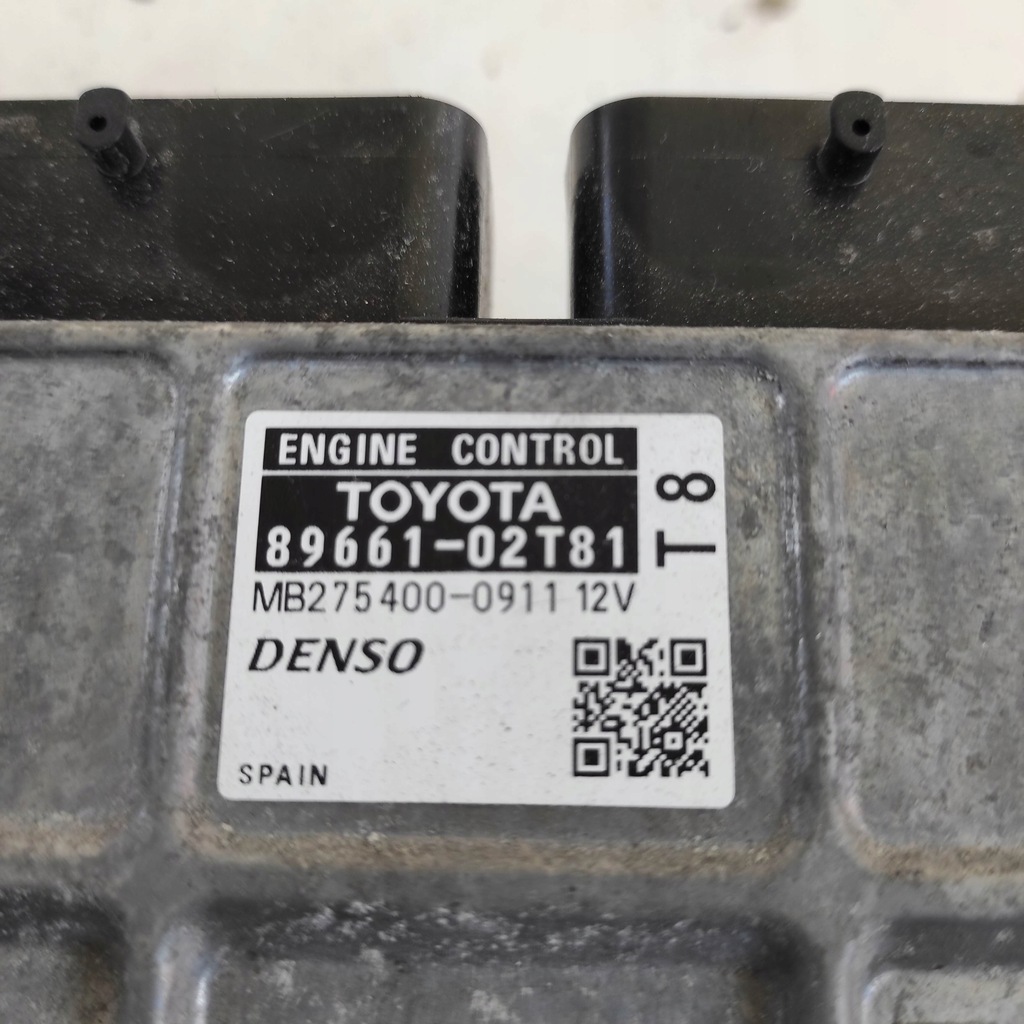 ENGINE CONTROL
TOYOTA
89661-02T81
MB275400-0911 12V
DENSO
SPAIN
T8